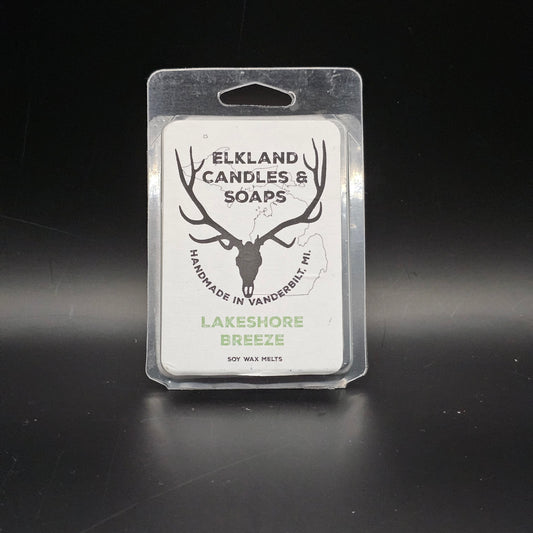 ELKLAND
CANDLES &
SOAPS
HANDMADE IN VANDERBILT, MI.
LAKESHORE
BREEZE
SOY WAX MELTS